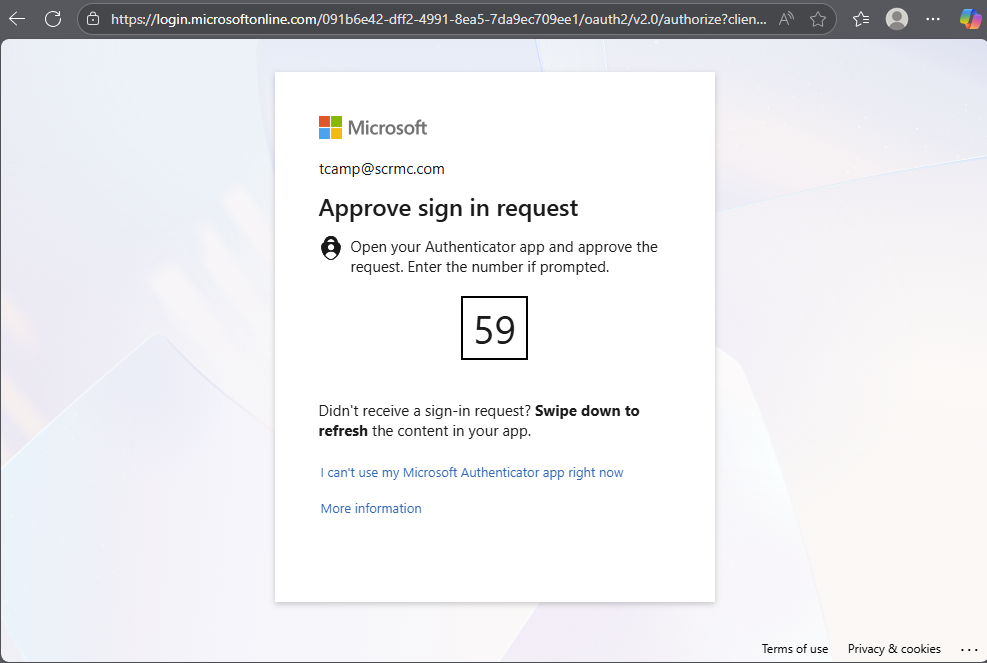 https://login.microsoftonline.com/091b6e42-dff2-4991-8ea5-7da9ec709ee1/oauth2/v2.0/authorize?clien...
Microsoft
tcamp@scrmc.com
Approve sign in request
Open your Authenticator app and approve the
request. Enter the number if prompted.
59
Didn't receive a sign-in request? Swipe down to
refresh the content in your app.
I can't use my Microsoft Authenticator app right now
More information
Terms of use Privacy & cookies ...